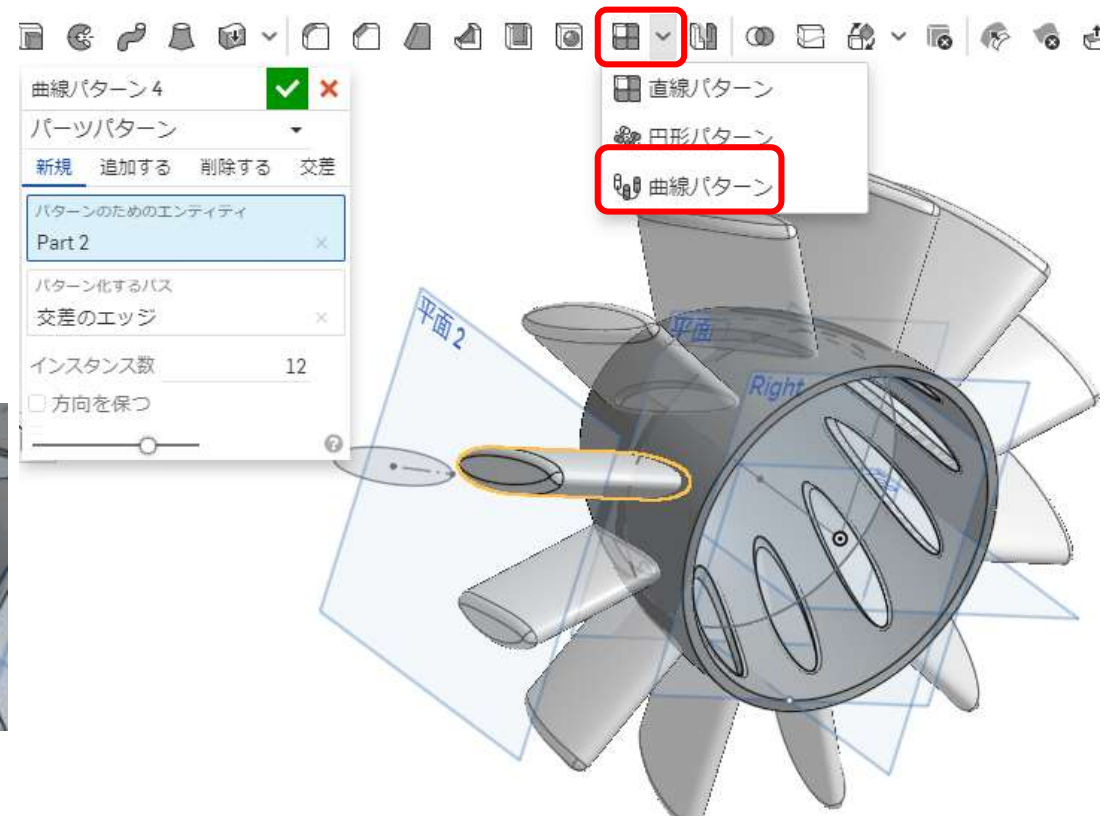 曲線パターン 4
パーツパターン
新規 追加する 削除する 交差
パターンのためのエンティティ
Part 2
パターン化するパス
交差のエッジ
インスタンス数 12
方向を保つ
直線パターン
円形パターン
曲線パターン
平面 2
平面
Right